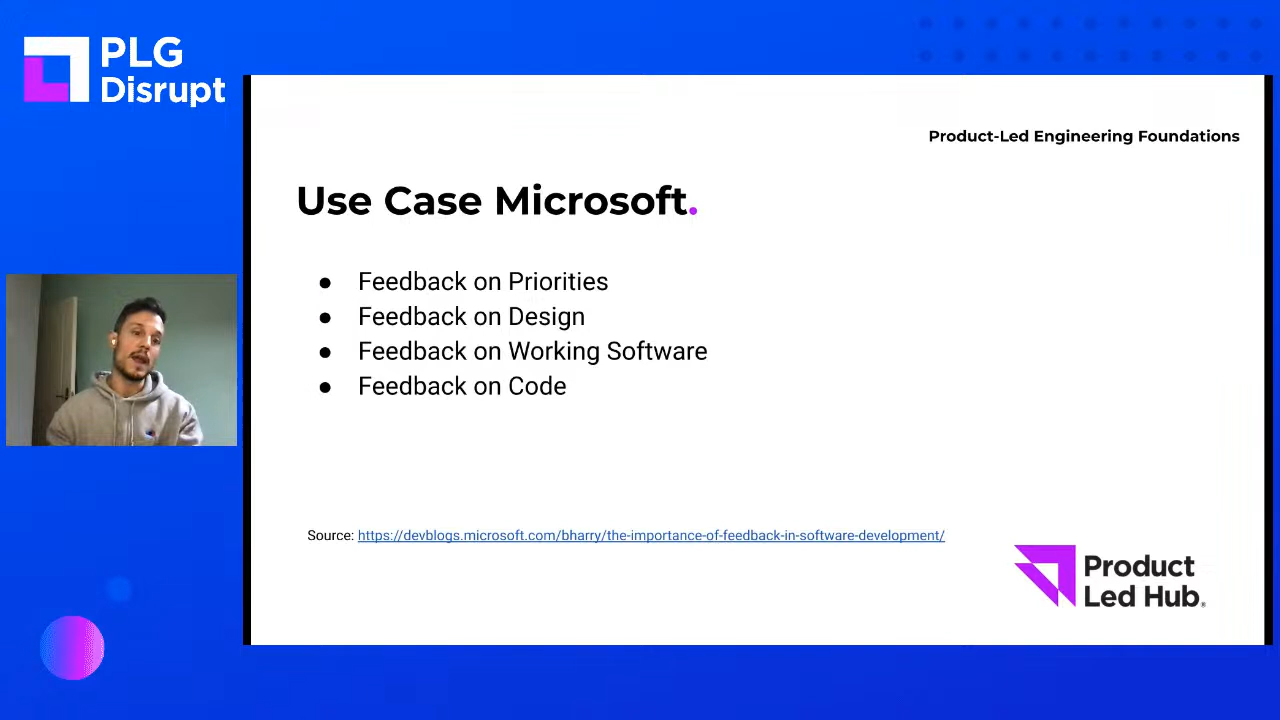 PLG
Disrupt
Product-Led Engineering Foundations
Use Case Microsoft.
● Feedback on Priorities
● Feedback on Design
● Feedback on Working Software
● Feedback on Code
Source: https://devblogs.microsoft.com/bharry/the-importance-of-feedback-in-software-development/
Product
Led Hub®